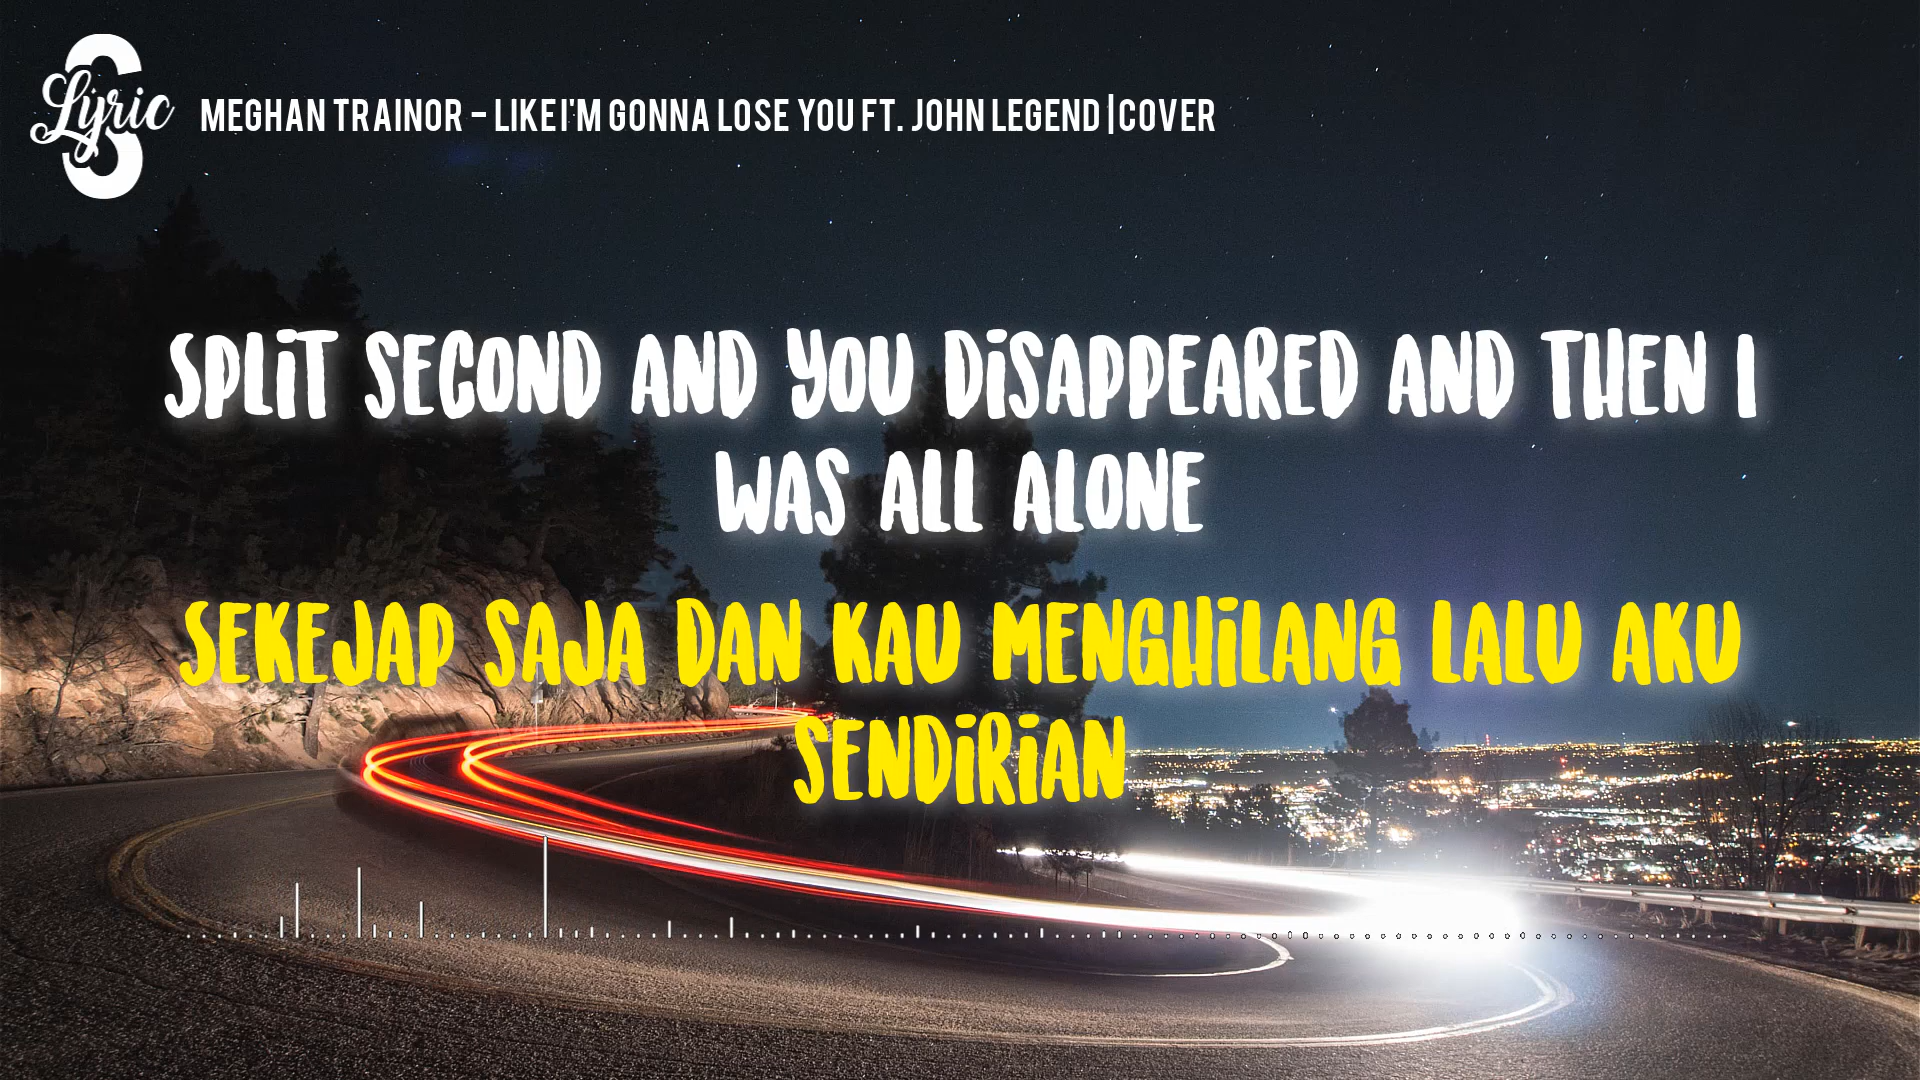 S
Lyric
MEGHAN TRAINOR - LIKE I'M GONNA LOSE YOU FT. JOHN LEGEND | COVER
SPLIT SECOND AND YOU DISAPPEARED AND THEN I
WAS ALL ALONE
SEKEJAP SAJA DAN KAU MENGHILANG LALU AKU
SENDIRIAN